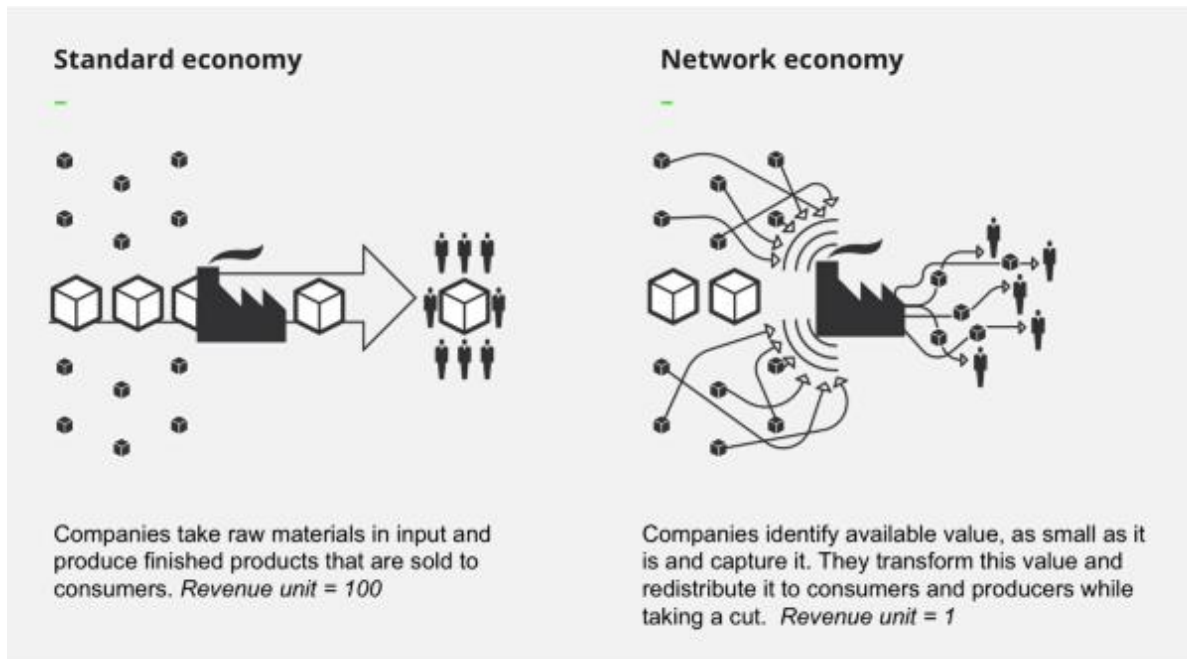 Standard economy
Network economy
Companies take raw materials in input and
produce finished products that are sold to
consumers. Revenue unit = 100
Companies identify available value, as small as it
is and capture it. They transform this value and
redistribute it to consumers and producers while
taking a cut. Revenue unit = 1